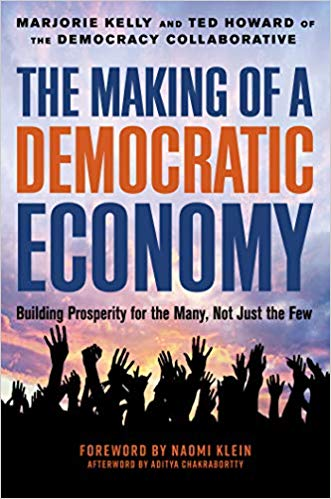 MARJORIE KELLY AND TED HOWARD OF
THE DEMOCRACY COLLABORATIVE
THE MAKING OF A
DEMOCRATIC
ECONOMY
Building Prosperity for the Many, Not Just the Few
FOREWORD BY NAOMI KLEIN
AFTERWORD BY ADITYA CHAKRABORTTY